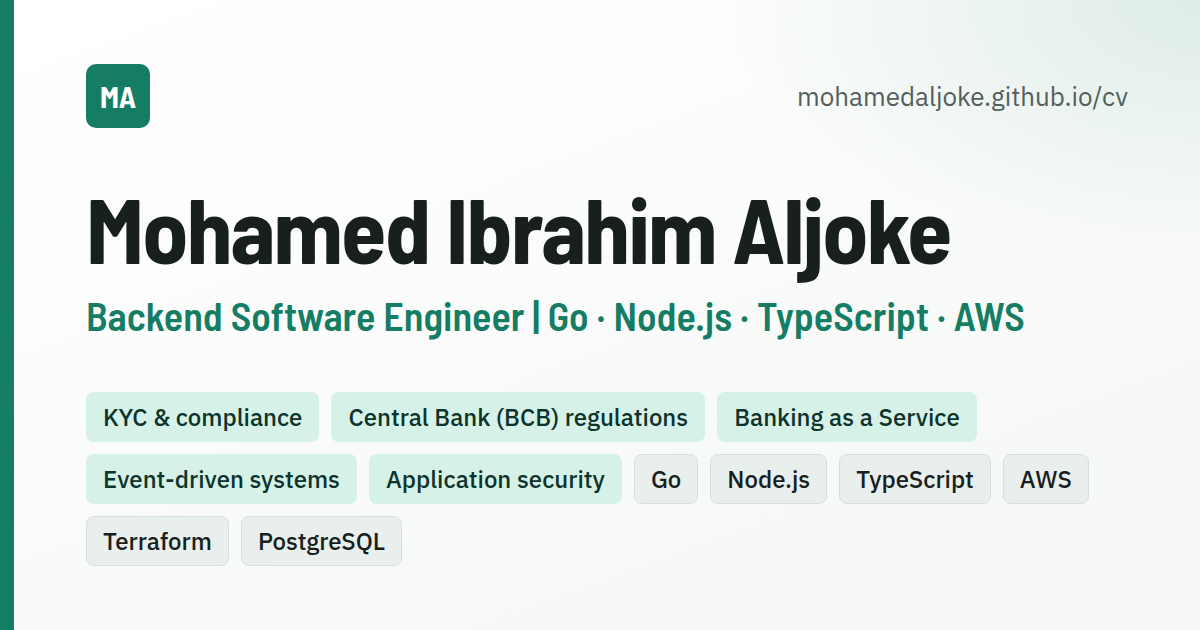 MA
mohamedaljoke.github.io/cv
Mohamed Ibrahim Aljoke
Backend Software Engineer | Go · Node.js · TypeScript · AWS
KYC & compliance Central Bank (BCB) regulations Banking as a Service
Event-driven systems Application security Go Node.js TypeScript AWS
Terraform PostgreSQL